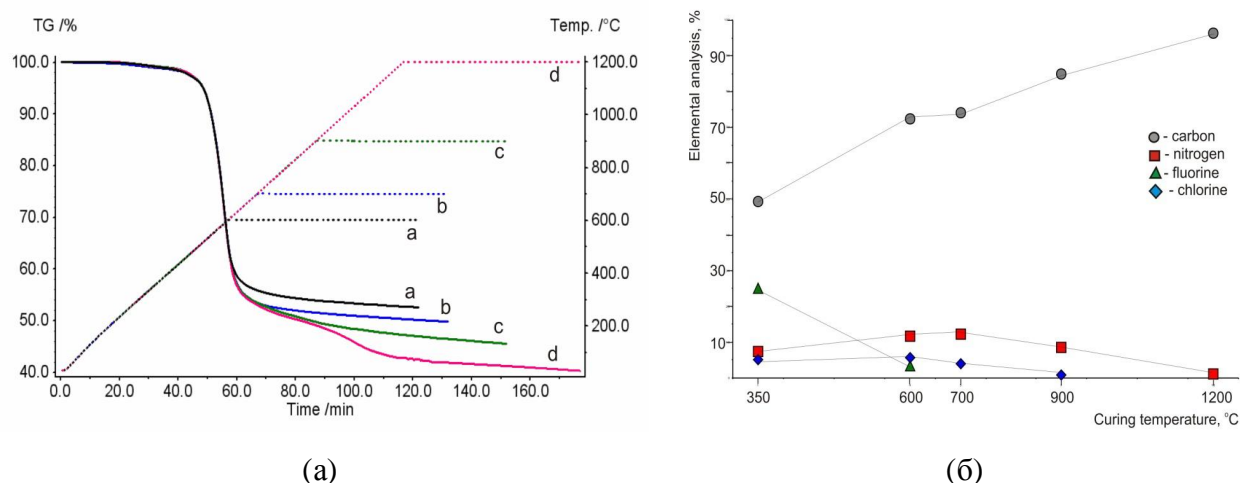 TG /%
Temp. /°C
100.0
90.0
80.0
70.0
60.0
50.0
40.0
1200.0
1000.0
800.0
600.0
400.0
200.0
d
c
b
a
a
b
c
d
0.0 20.0 40.0 60.0 80.0 100.0 120.0 140.0 160.0
Time /min
(а)
Elemental analysis, %
90
70
50
30
10
- carbon
- nitrogen
- fluorine
- chlorine
350 600 700 900 1200
Curing temperature, °C
(б)